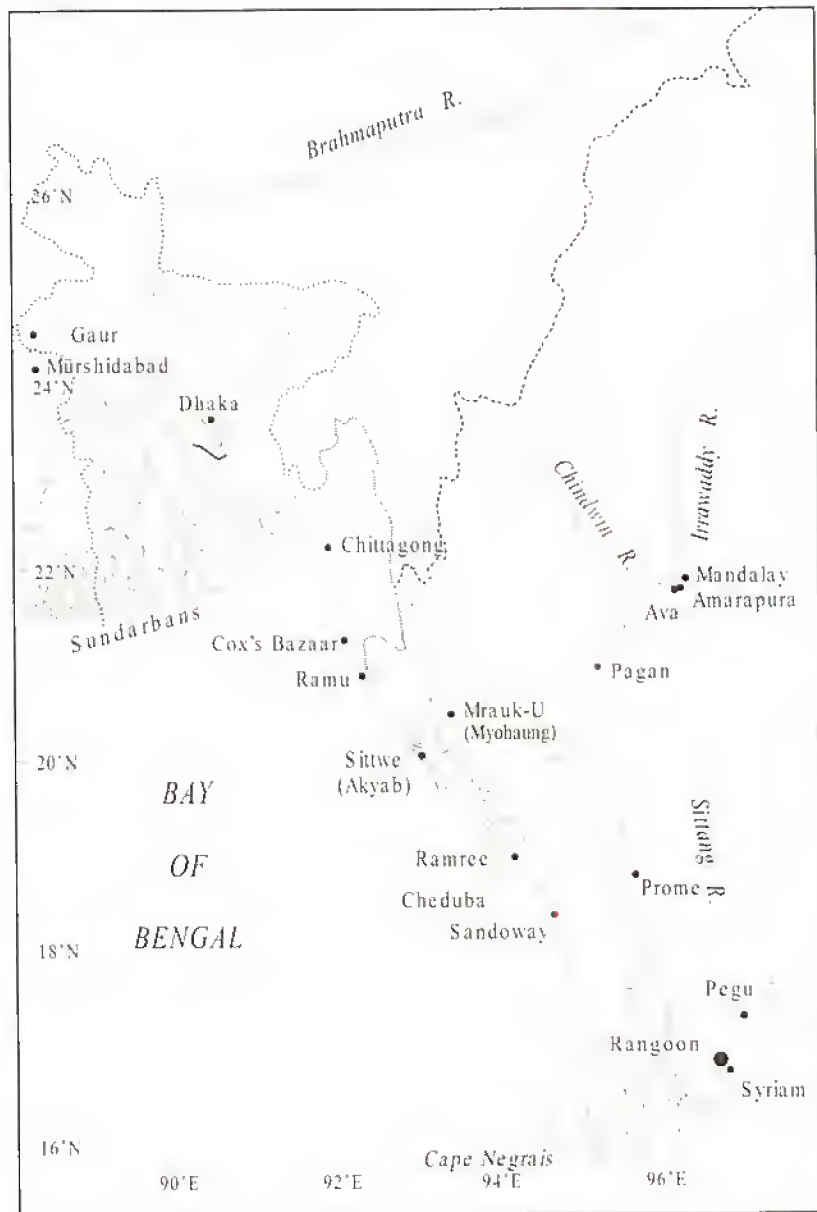 Brahmaputra R.
26°N
Gaur
Mūrshidabad
24°N
Dhaka
Irrawaddy R.
Chindwin R.
Chittagong
22°N
Mandalay
Amarapura
Ava
Sundarbans
Cox's Bazaar
Ramu
Pagan
Mrauk-U
(Myohaung)
Sittwe
(Akyab)
20°N
BAY
OF
BENGAL
Sittang R.
Ramree
Prome
Cheduba
Sandoway
18°N
Pegu
Rangoon
Syriam
16°N
Cape Negrais
90°E
92°E
94°E
96°E